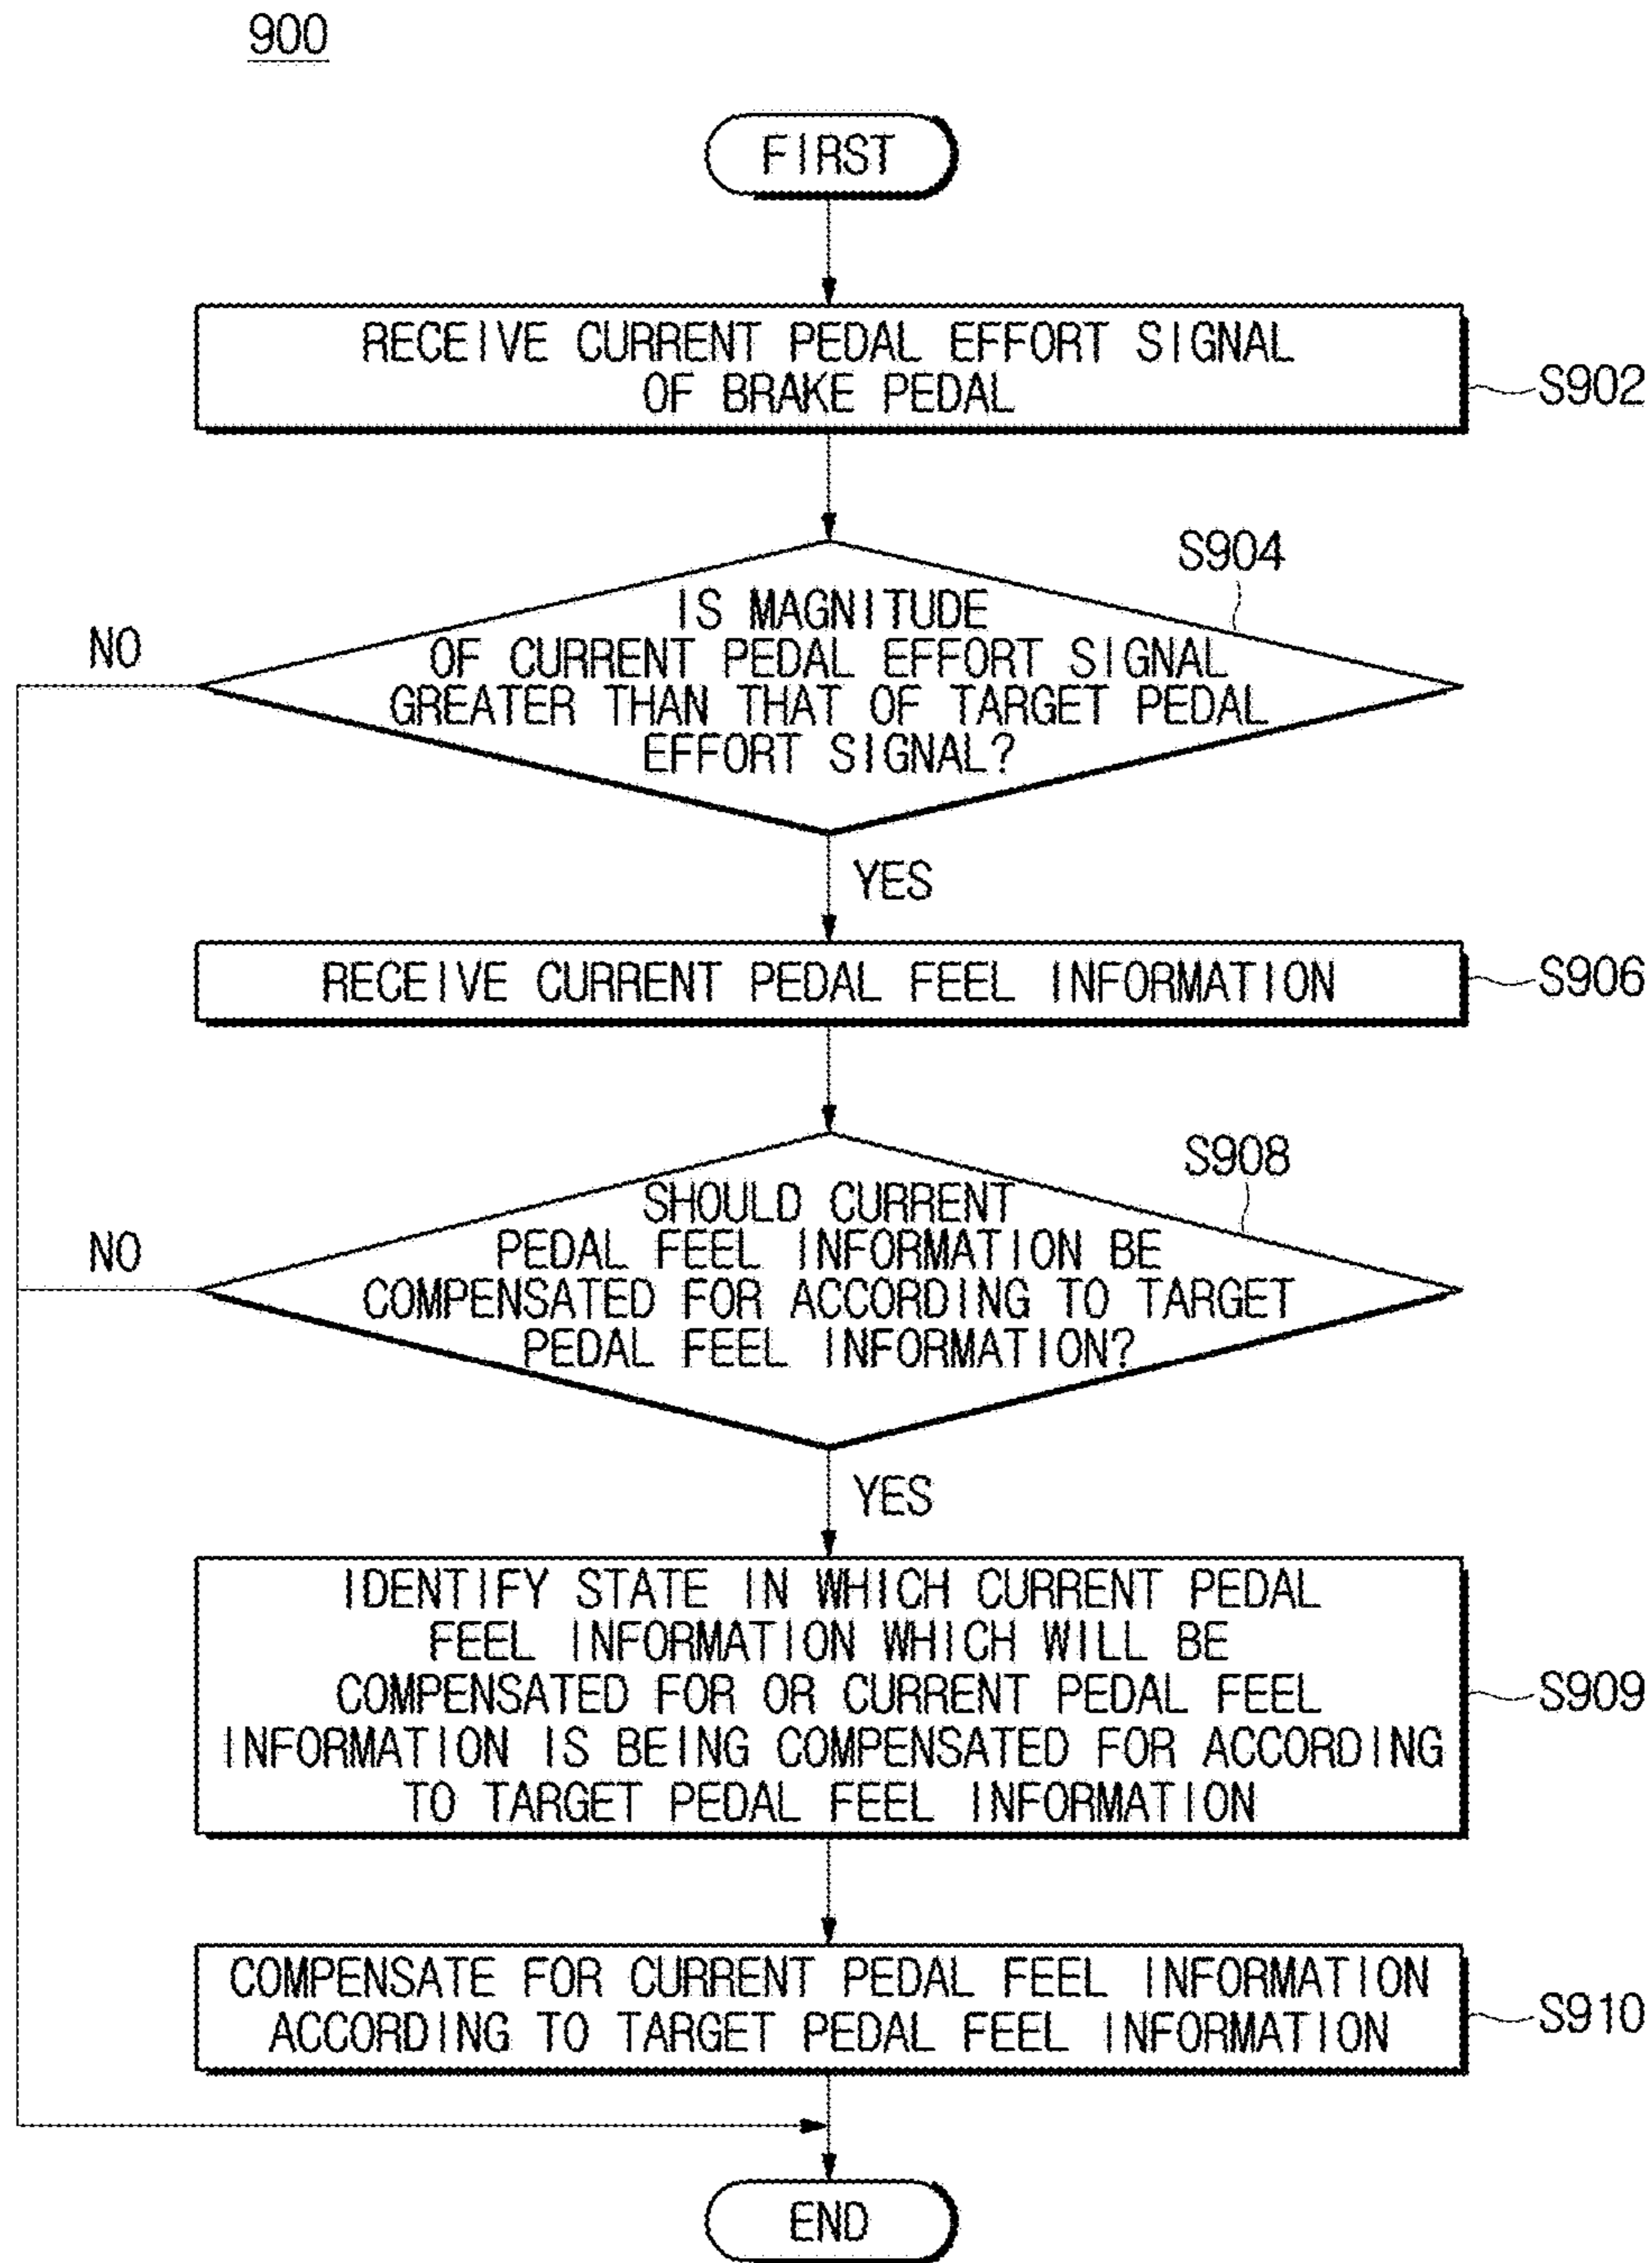 900
FIRST
RECEIVE CURRENT PEDAL EFFORT SIGNAL
OF BRAKE PEDAL
S902
S904
IS MAGNITUDE
OF CURRENT PEDAL EFFORT SIGNAL
GREATER THAN THAT OF TARGET PEDAL
EFFORT SIGNAL?
NO
YES
RECEIVE CURRENT PEDAL FEEL INFORMATION
S906
S908
SHOULD CURRENT
PEDAL FEEL INFORMATION BE
COMPENSATED FOR ACCORDING TO TARGET
PEDAL FEEL INFORMATION?
NO
YES
IDENTIFY STATE IN WHICH CURRENT PEDAL
FEEL INFORMATION WHICH WILL BE
COMPENSATED FOR OR CURRENT PEDAL FEEL
INFORMATION IS BEING COMPENSATED FOR ACCORDING
TO TARGET PEDAL FEEL INFORMATION
S909
COMPENSATE FOR CURRENT PEDAL FEEL INFORMATION
ACCORDING TO TARGET PEDAL FEEL INFORMATION
S910
END